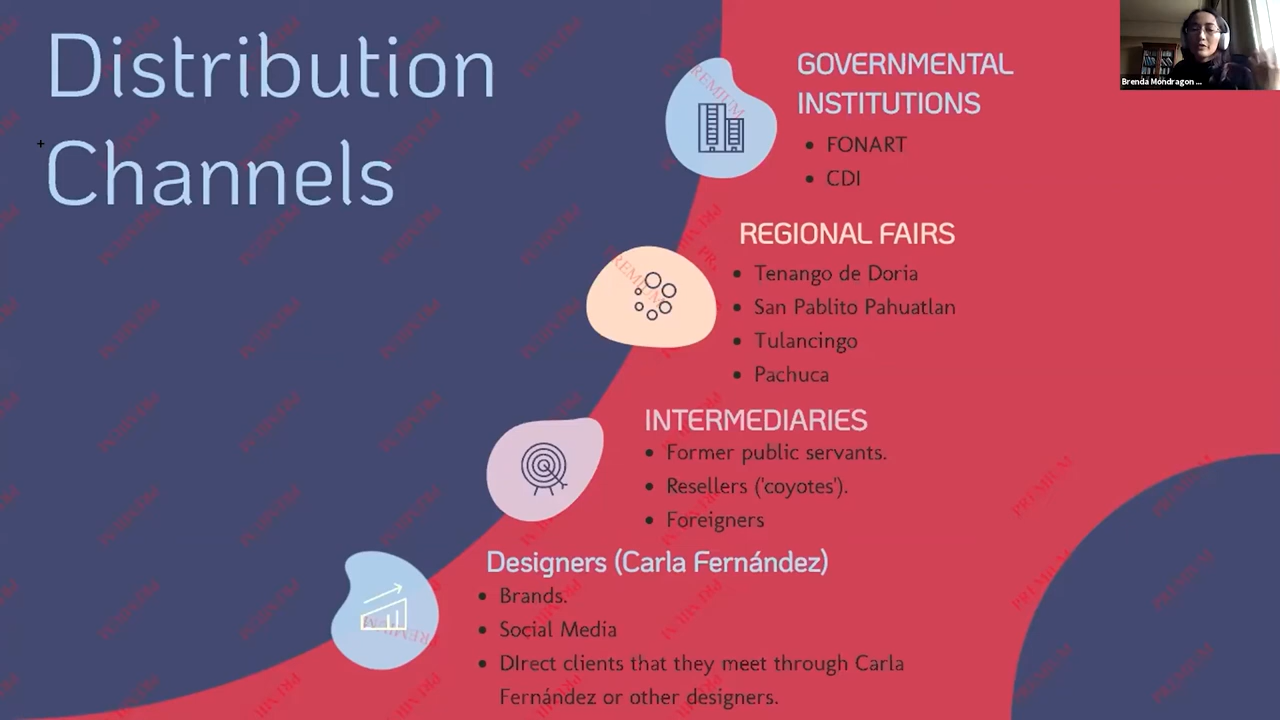 Distribution
Channels
GOVERNMENTAL
INSTITUTIONS
• FONART
• CDI
REGIONAL FAIRS
• Tenango de Doria
• San Pablito Pahuatlan
• Tulancingo
• Pachuca
INTERMEDIARIES
• Former public servants.
• Resellers ('coyotes').
• Foreigners
Designers (Carla Fernández)
• Brands.
• Social Media
• DIrect clients that they meet through Carla
Fernández or other designers.
Brenda Mondragon ...
PREMIUM